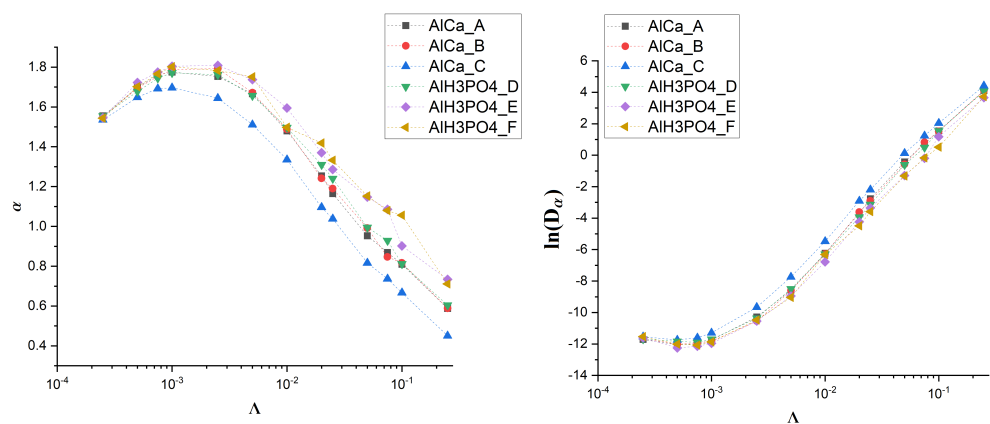 AlCa_A
AlCa_B
AlCa_C
AlH3PO4_D
AlH3PO4_E
AlH3PO4_F
1.8
1.6
1.4
1.2
1.0
0.8
0.6
0.4
α
10-4
10-3
10-2
10-1
Λ
AlCa_A
AlCa_B
AlCa_C
AlH3PO4_D
AlH3PO4_E
AlH3PO4_F
6
4
2
0
-2
-4
-6
-8
-10
-12
-14
ln(Dα)
10-4
10-3
10-2
10-1
Λ